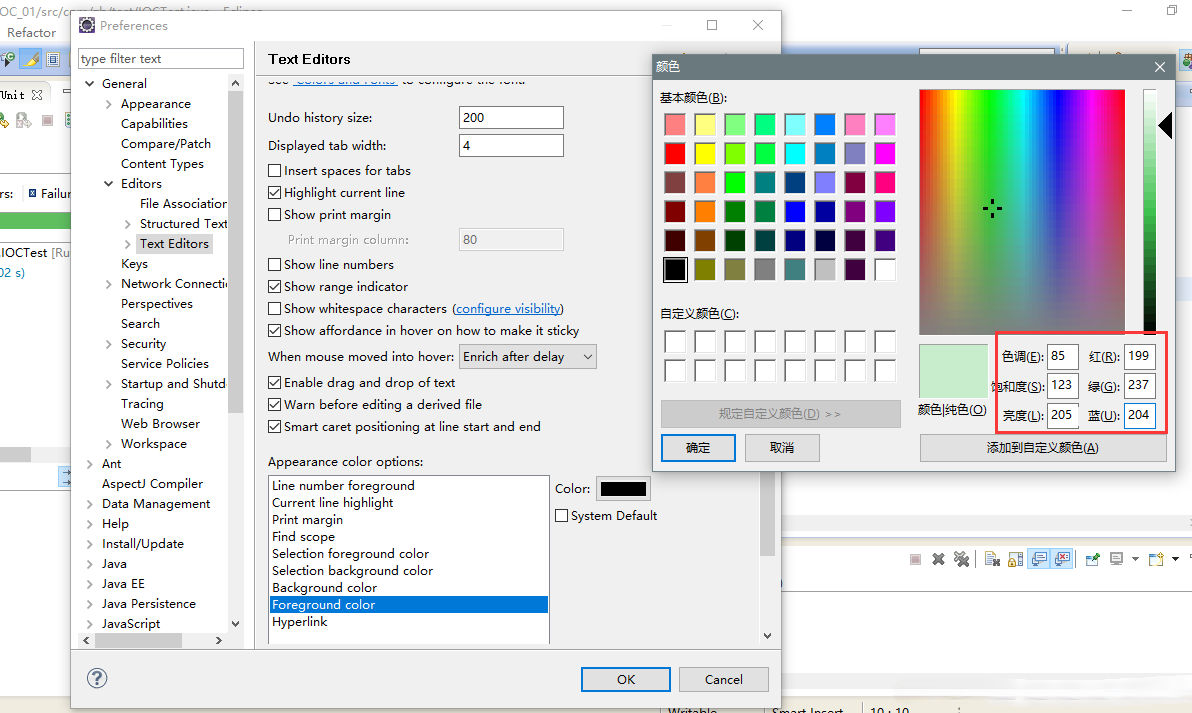 Refactor
Preferences
type filter text
General
Appearance
Capabilities
Compare/Patch
Content Types
Editors
File Association
Structured Text
Text Editors
Keys
Network Connecti
Perspectives
Search
Security
Service Policies
Startup and Shutd
Tracing
Web Browser
Workspace
Ant
AspectJ Compiler
Data Management
Help
Install/Update
Java
Java EE
Java Persistence
JavaScript
Unit
rs:
Failur
IOCTest [Ru
02 s)
Text Editors
See 'Colors and Fonts' to configure the font.
Undo history size: 200
Displayed tab width: 4
Insert spaces for tabs
Highlight current line
Show print margin
Print margin column: 80
Show line numbers
Show range indicator
Show whitespace characters (configure visibility)
Show affordance in hover on how to make it sticky
When mouse moved into hover: Enrich after delay
Enable drag and drop of text
Warn before editing a derived file
Smart caret positioning at line start and end
Appearance color options:
Line number foreground
Current line highlight
Print margin
Find scope
Selection foreground color
Selection background color
Background color
Foreground color
Hyperlink
Color:
System Default
OK
Cancel
颜色
基本颜色(B):
自定义颜色(C):
规定自定义颜色(D) >>
确定
取消
色调(E): 85 红(R): 199
饱和度(S): 123 绿(G): 237
亮度(L): 205 蓝(U): 204
颜色|纯色(O)
添加到自定义颜色(A)
Writable
Smart Insert
10 : 10